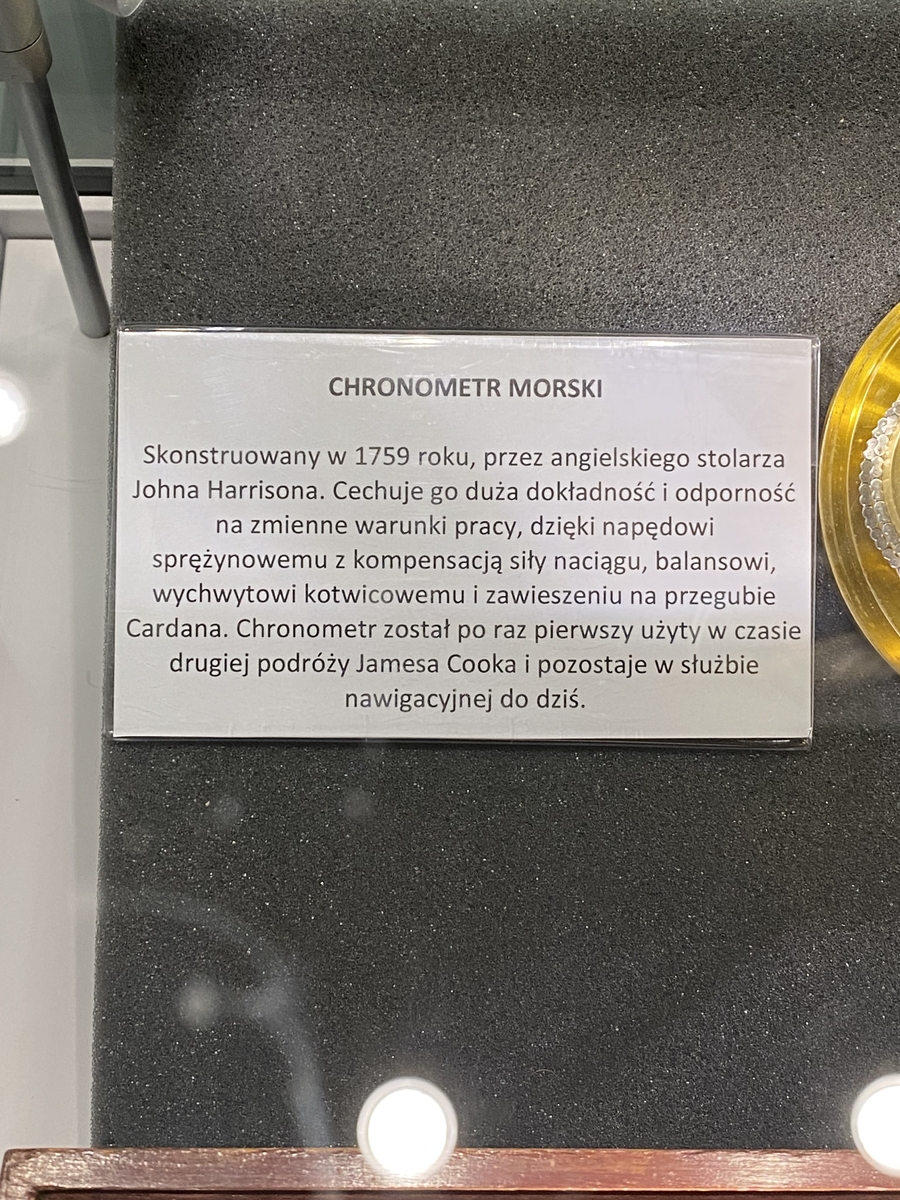 CHRONOMETR MORSKI
Skonstruowany w 1759 roku, przez angielskiego stolarza
Johna Harrisona. Cechuje go duża dokładność i odporność
na zmienne warunki pracy, dzięki napędowi
sprężynowemu z kompensacją siły naciągu, balansowi,
wychwytowi kotwicowemu i zawieszeniu na przegubie
Cardana. Chronometr został po raz pierwszy użyty w czasie
drugiej podróży Jamesa Cooka i pozostaje w służbie
nawigacyjnej do dziś.